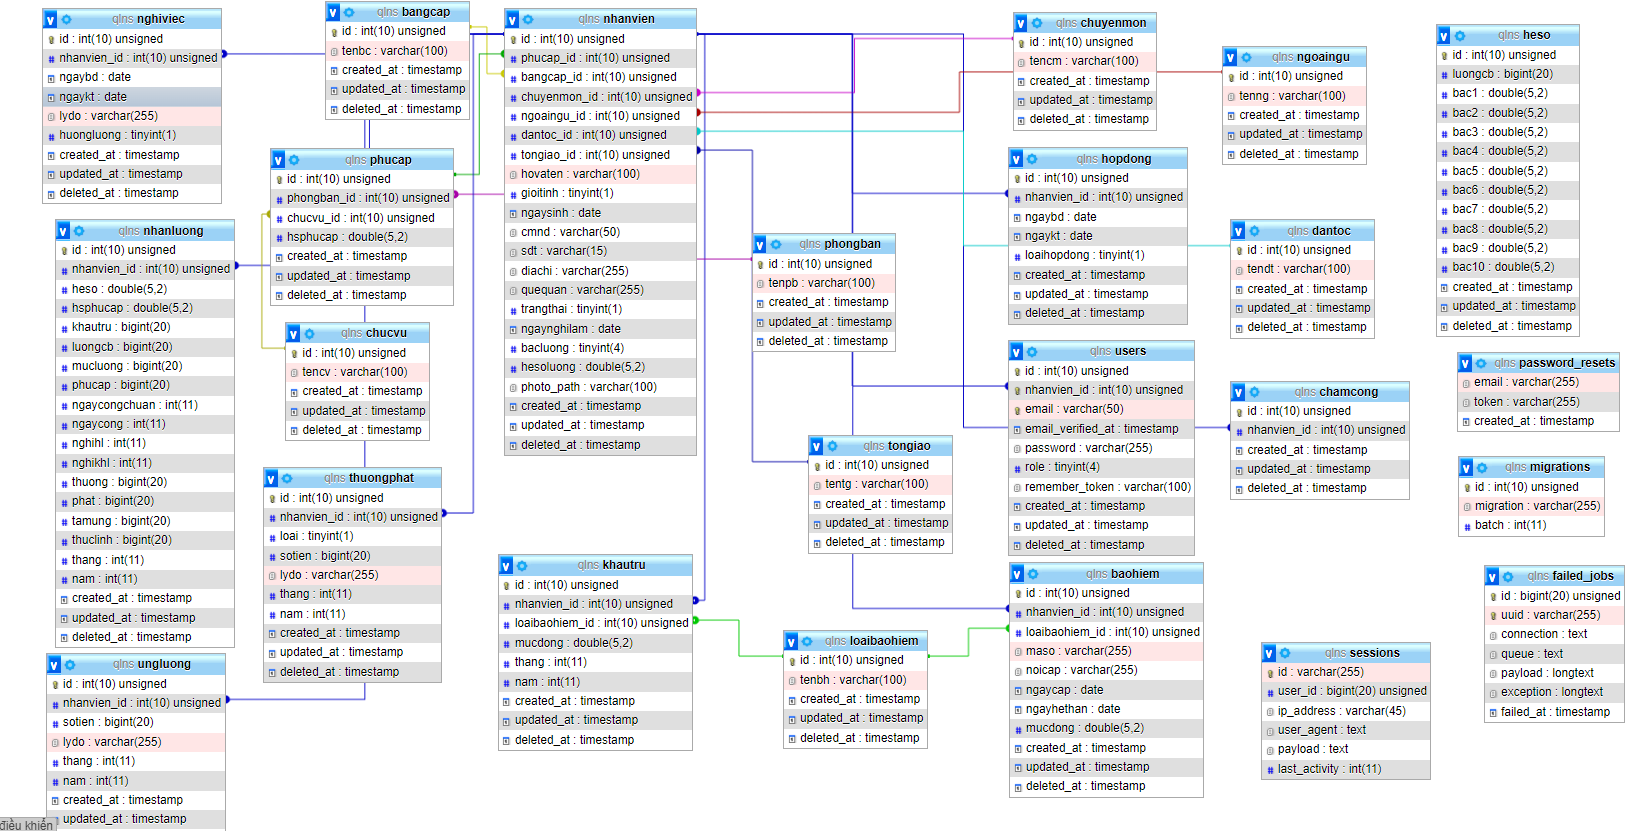 qlns nghiviec
id : int(10) unsigned
nhanvien_id : int(10) unsigned
ngaybd : date
ngaykt : date
lydo : varchar(255)
huongluong : tinyint(1)
created_at : timestamp
updated_at : timestamp
deleted_at : timestamp
qlns nhanluong
id : int(10) unsigned
nhanvien_id : int(10) unsigned
heso : double(5,2)
hsphucap : double(5,2)
khautru : bigint(20)
luongcb : bigint(20)
mucluong : bigint(20)
phucap : bigint(20)
ngaycongchuan : int(11)
ngaycong : int(11)
nghihl : int(11)
nghikhl : int(11)
thuong : bigint(20)
phat : bigint(20)
tamung : bigint(20)
thuclinh : bigint(20)
thang : int(11)
nam : int(11)
created_at : timestamp
updated_at : timestamp
deleted_at : timestamp
qlns ungluong
id : int(10) unsigned
nhanvien_id : int(10) unsigned
sotien : bigint(20)
lydo : varchar(255)
thang : int(11)
nam : int(11)
created_at : timestamp
updated_at : timestamp
điều khiển
qlns bangcap
id : int(10) unsigned
tenbc : varchar(100)
created_at : timestamp
updated_at : timestamp
deleted_at : timestamp
qlns phucap
id : int(10) unsigned
phongban_id : int(10) unsigned
chucvu_id : int(10) unsigned
hsphucap : double(5,2)
created_at : timestamp
updated_at : timestamp
deleted_at : timestamp
qlns chucvu
id : int(10) unsigned
tencv : varchar(100)
created_at : timestamp
updated_at : timestamp
deleted_at : timestamp
qlns thuongphat
id : int(10) unsigned
nhanvien_id : int(10) unsigned
loai : tinyint(1)
sotien : bigint(20)
lydo : varchar(255)
thang : int(11)
nam : int(11)
created_at : timestamp
updated_at : timestamp
deleted_at : timestamp
qlns nhanvien
id : int(10) unsigned
phucap_id : int(10) unsigned
bangcap_id : int(10) unsigned
chuyenmon_id : int(10) unsigned
ngoaingu_id : int(10) unsigned
dantoc_id : int(10) unsigned
tongiao_id : int(10) unsigned
hovaten : varchar(100)
gioitinh : tinyint(1)
ngaysinh : date
cmnd : varchar(50)
sdt : varchar(15)
diachi : varchar(255)
quequan : varchar(255)
trangthai : tinyint(1)
ngaynghilam : date
bacluong : tinyint(4)
hesoluong : double(5,2)
photo_path : varchar(100)
created_at : timestamp
updated_at : timestamp
deleted_at : timestamp
qlns khautru
id : int(10) unsigned
nhanvien_id : int(10) unsigned
loaibaohiem_id : int(10) unsigned
mucdong : double(5,2)
thang : int(11)
nam : int(11)
created_at : timestamp
updated_at : timestamp
deleted_at : timestamp
qlns phongban
id : int(10) unsigned
tenpb : varchar(100)
created_at : timestamp
updated_at : timestamp
deleted_at : timestamp
qlns tongiao
id : int(10) unsigned
tentg : varchar(100)
created_at : timestamp
updated_at : timestamp
deleted_at : timestamp
qlns loaibaohiem
id : int(10) unsigned
tenbh : varchar(100)
created_at : timestamp
updated_at : timestamp
deleted_at : timestamp
qlns chuyenmon
id : int(10) unsigned
tencm : varchar(100)
created_at : timestamp
updated_at : timestamp
deleted_at : timestamp
qlns hopdong
id : int(10) unsigned
nhanvien_id : int(10) unsigned
ngaybd : date
ngaykt : date
loaihopdong : tinyint(1)
created_at : timestamp
updated_at : timestamp
deleted_at : timestamp
qlns users
id : int(10) unsigned
nhanvien_id : int(10) unsigned
email : varchar(50)
email_verified_at : timestamp
password : varchar(255)
role : tinyint(4)
remember_token : varchar(100)
created_at : timestamp
updated_at : timestamp
deleted_at : timestamp
qlns baohiem
id : int(10) unsigned
nhanvien_id : int(10) unsigned
loaibaohiem_id : int(10) unsigned
maso : varchar(255)
noicap : varchar(255)
ngaycap : date
ngayhethan : date
mucdong : double(5,2)
created_at : timestamp
updated_at : timestamp
deleted_at : timestamp
qlns ngoaingu
id : int(10) unsigned
tenng : varchar(100)
created_at : timestamp
updated_at : timestamp
deleted_at : timestamp
qlns dantoc
id : int(10) unsigned
tendt : varchar(100)
created_at : timestamp
updated_at : timestamp
deleted_at : timestamp
qlns chamcong
id : int(10) unsigned
nhanvien_id : int(10) unsigned
created_at : timestamp
updated_at : timestamp
deleted_at : timestamp
qlns sessions
id : varchar(255)
user_id : bigint(20) unsigned
ip_address : varchar(45)
user_agent : text
payload : text
last_activity : int(11)
qlns heso
id : int(10) unsigned
luongcb : bigint(20)
bac1 : double(5,2)
bac2 : double(5,2)
bac3 : double(5,2)
bac4 : double(5,2)
bac5 : double(5,2)
bac6 : double(5,2)
bac7 : double(5,2)
bac8 : double(5,2)
bac9 : double(5,2)
bac10 : double(5,2)
created_at : timestamp
updated_at : timestamp
deleted_at : timestamp
qlns password_resets
email : varchar(255)
token : varchar(255)
created_at : timestamp
qlns migrations
id : int(10) unsigned
migration : varchar(255)
batch : int(11)
qlns failed_jobs
id : bigint(20) unsigned
uuid : varchar(255)
connection : text
queue : text
payload : longtext
exception : longtext
failed_at : timestamp